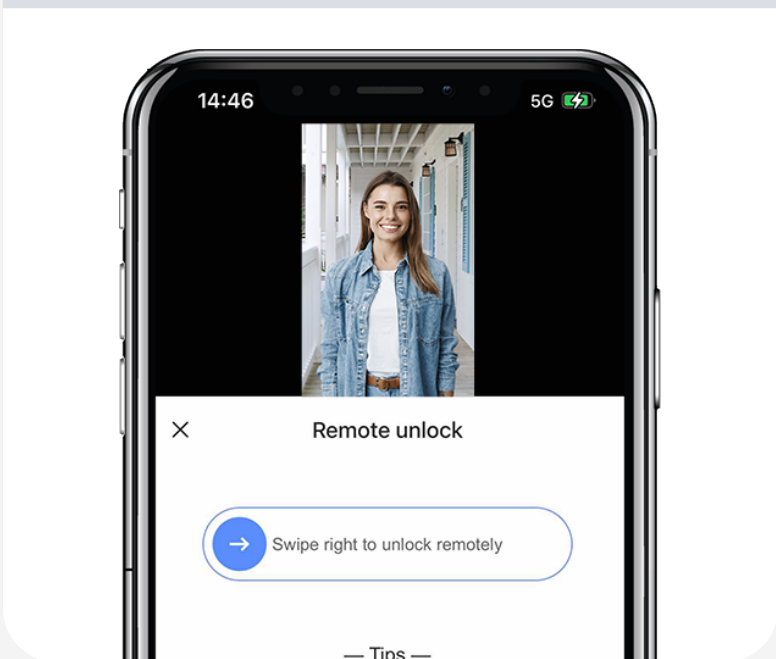 14:46
5G
Remote unlock
Swipe right to unlock remotely
— Tips —